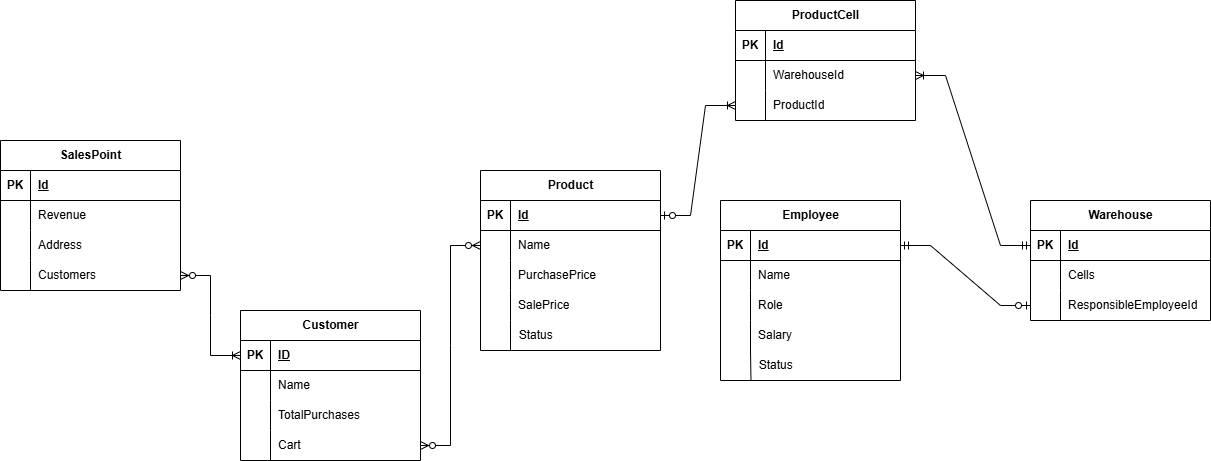 ProductCell
PK Id
WarehouseId
ProductId
SalesPoint
PK Id
Revenue
Address
Customers
Product
PK Id
Name
PurchasePrice
SalePrice
Status
Employee
PK Id
Name
Role
Salary
Status
Warehouse
PK Id
Cells
ResponsibleEmployeeId
Customer
PK ID
Name
TotalPurchases
Cart